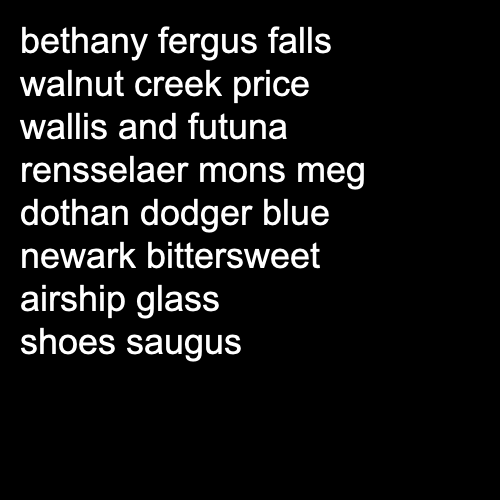 bethany fergus falls
walnut creek price
wallis and futuna
rensselaer mons meg
dothan dodger blue
newark bittersweet
airship glass
shoes saugus